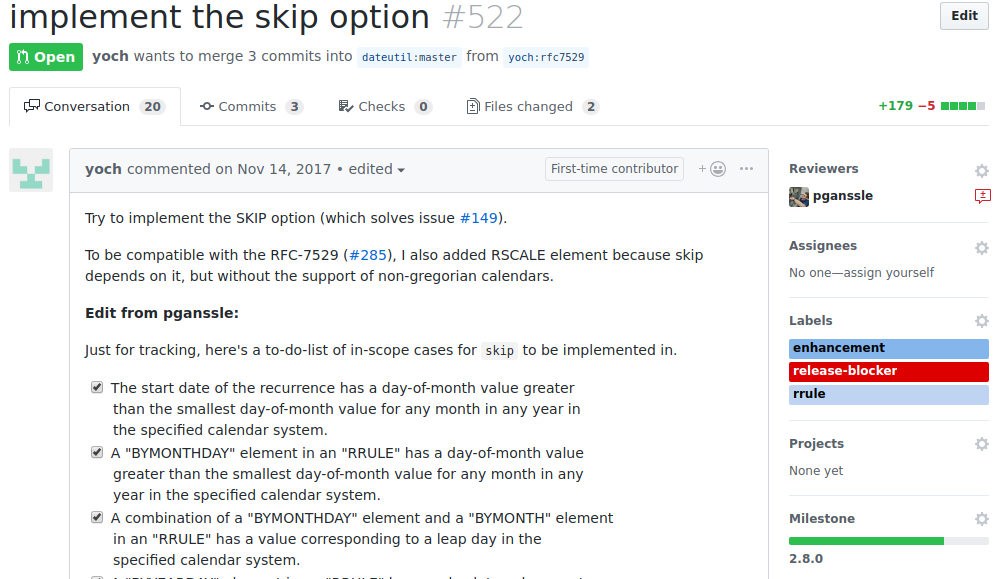 implement the skip option #522
Edit
Open yoch wants to merge 3 commits into dateutil:master from yoch:rfc7529
Conversation 20 Commits 3 Checks 0 Files changed 2
+179 −5
yoch commented on Nov 14, 2017 • edited
First-time contributor
Try to implement the SKIP option (which solves issue #149).
To be compatible with the RFC-7529 (#285), I also added RSCALE element because skip
depends on it, but without the support of non-gregorian calendars.
Edit from pganssle:
Just for tracking, here's a to-do-list of in-scope cases for skip to be implemented in.
The start date of the recurrence has a day-of-month value greater
than the smallest day-of-month value for any month in any year in
the specified calendar system.
A "BYMONTHDAY" element in an "RRULE" has a day-of-month value
greater than the smallest day-of-month value for any month in any
year in the specified calendar system.
A combination of a "BYMONTHDAY" element and a "BYMONTH" element
in an "RRULE" has a value corresponding to a leap day in the
specified calendar system.
Reviewers
pganssle
Assignees
No one—assign yourself
Labels
enhancement
release-blocker
rrule
Projects
None yet
Milestone
2.8.0